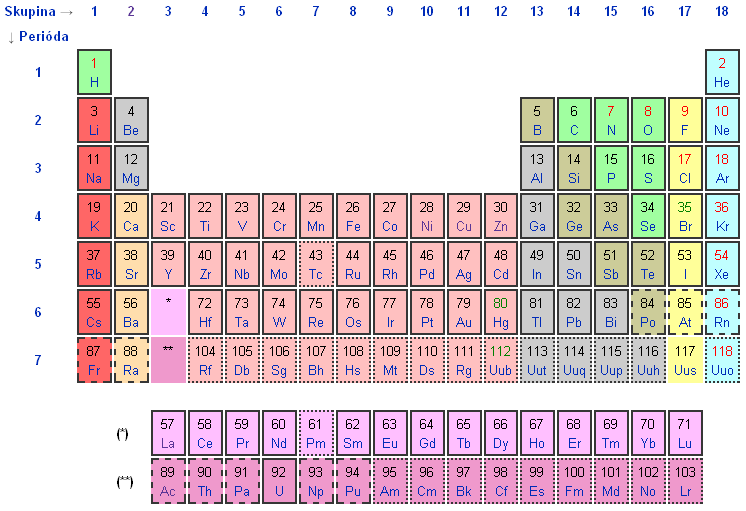 Skupina → 1 2 3 4 5 6 7 8 9 10 11 12 13 14 15 16 17 18
↓ Perióda
1 2
1 H He
3 4 5 6 7 8 9 10
2 Li Be B C N O F Ne
11 12 13 14 15 16 17 18
3 Na Mg Al Si P S Cl Ar
19 20 21 22 23 24 25 26 27 28 29 30 31 32 33 34 35 36
4 K Ca Sc Ti V Cr Mn Fe Co Ni Cu Zn Ga Ge As Se Br Kr
37 38 39 40 41 42 43 44 45 46 47 48 49 50 51 52 53 54
5 Rb Sr Y Zr Nb Mo Tc Ru Rh Pd Ag Cd In Sn Sb Te I Xe
55 56 * 72 73 74 75 76 77 78 79 80 81 82 83 84 85 86
6 Cs Ba Hf Ta W Re Os Ir Pt Au Hg Tl Pb Bi Po At Rn
87 88 ** 104 105 106 107 108 109 110 111 112 113 114 115 116 117 118
7 Fr Ra Rf Db Sg Bh Hs Mt Ds Rg Uub Uut Uuq Uup Uuh Uus Uuo
57 58 59 60 61 62 63 64 65 66 67 68 69 70 71
(*) La Ce Pr Nd Pm Sm Eu Gd Tb Dy Ho Er Tm Yb Lu
89 90 91 92 93 94 95 96 97 98 99 100 101 102 103
(**) Ac Th Pa U Np Pu Am Cm Bk Cf Es Fm Md No Lr